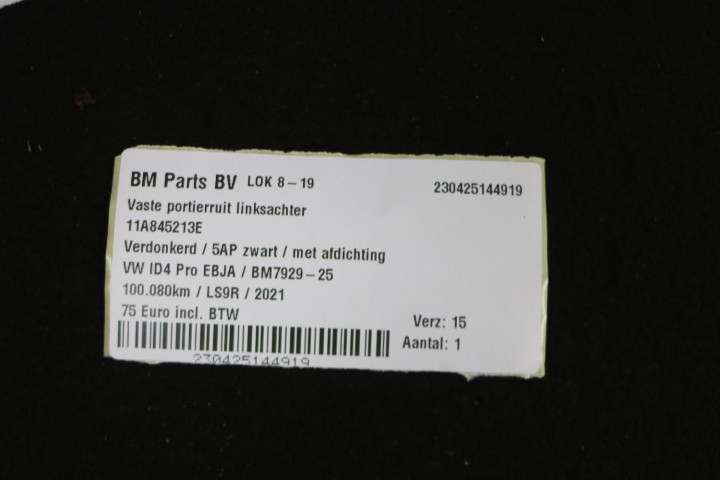 BM Parts BV LOK 8-19 230425144919
Vaste portierruit linksachter
11A845213E
Verdonkerd / 5AP zwart / met afdichting
VW ID4 Pro EBJA / BM7929-25
100.080km / LS9R / 2021
75 Euro incl. BTW
Verz: 15
Aantal: 1
230425144919